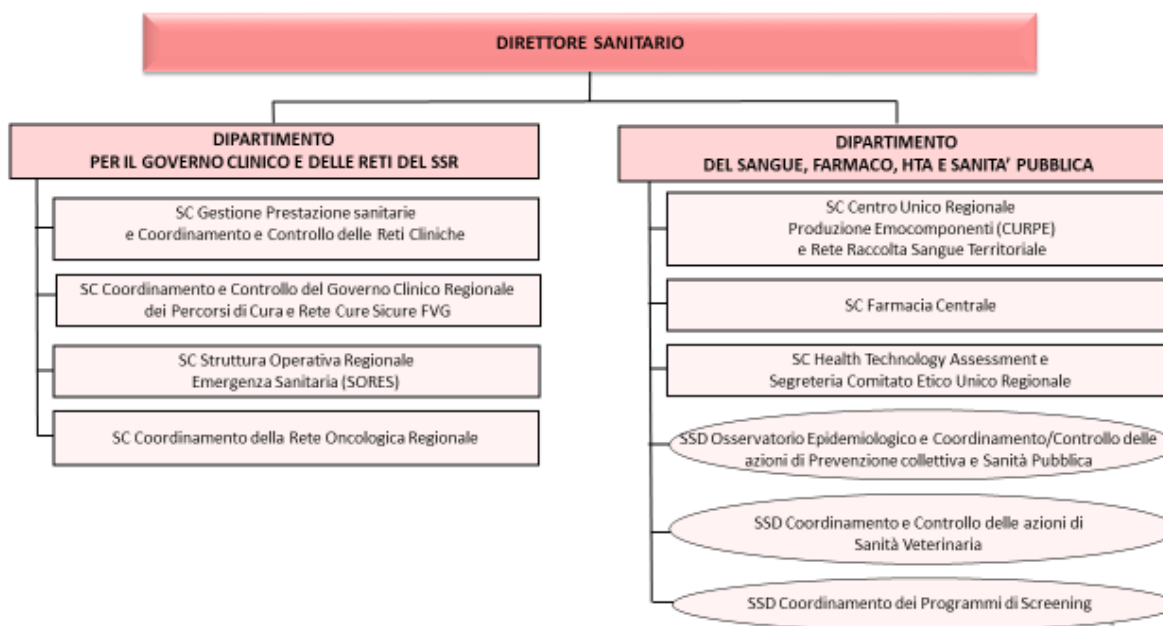 DIRETTORE SANITARIO
DIPARTIMENTO
PER IL GOVERNO CLINICO E DELLE RETI DEL SSR
SC Gestione Prestazione sanitarie
e Coordinamento e Controllo delle Reti Cliniche
SC Coordinamento e Controllo del Governo Clinico Regionale
dei Percorsi di Cura e Rete Cure Sicure FVG
SC Struttura Operativa Regionale
Emergenza Sanitaria (SORES)
SC Coordinamento della Rete Oncologica Regionale
DIPARTIMENTO
DEL SANGUE, FARMACO, HTA E SANITA' PUBBLICA
SC Centro Unico Regionale
Produzione Emocomponenti (CURPE)
e Rete Raccolta Sangue Territoriale
SC Farmacia Centrale
SC Health Technology Assessment e
Segreteria Comitato Etico Unico Regionale
SSD Osservatorio Epidemiologico e Coordinamento/Controllo delle
azioni di Prevenzione collettiva e Sanità Pubblica
SSD Coordinamento e Controllo delle azioni di
Sanità Veterinaria
SSD Coordinamento dei Programmi di Screening